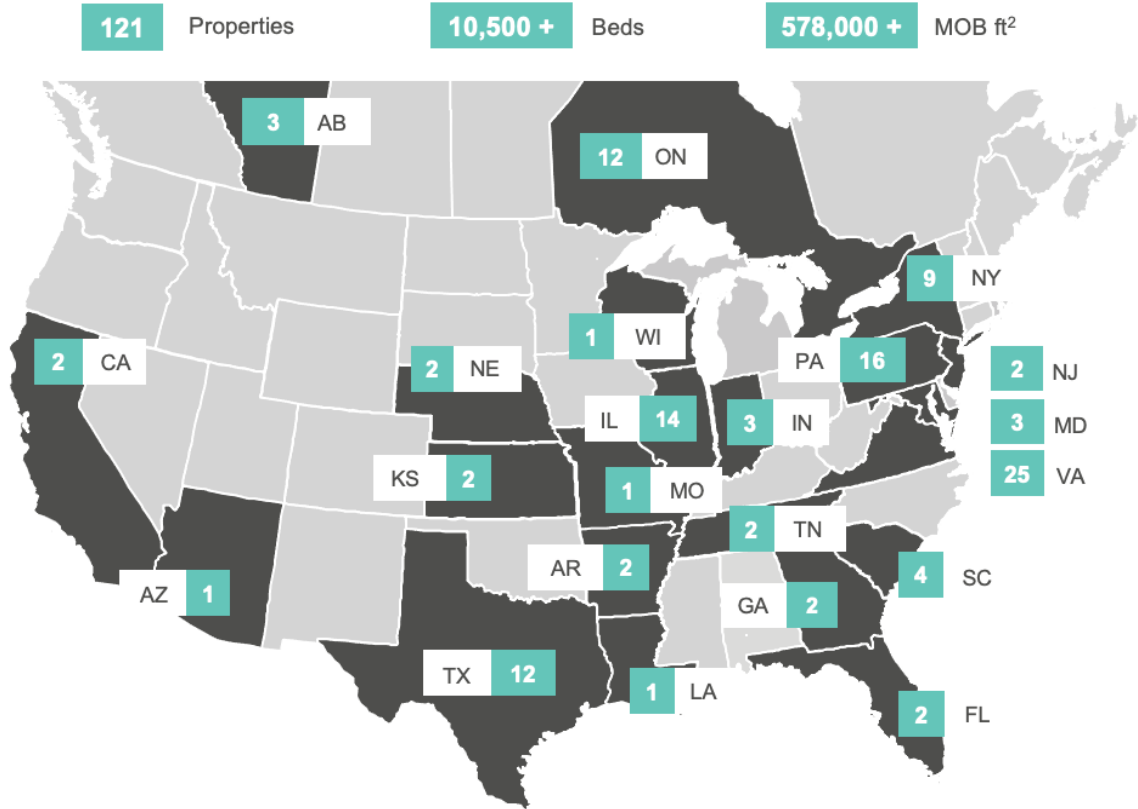 121 Properties 10,500 + Beds 578,000 + MOB ft²
3 AB
12 ON
9 NY
1 WI
2 CA
2 NE
PA 16
2 NJ
IL 14
3 IN
3 MD
KS 2
1 MO
25 VA
2 TN
AR 2
4 SC
AZ 1
GA 2
TX 12
1 LA
2 FL